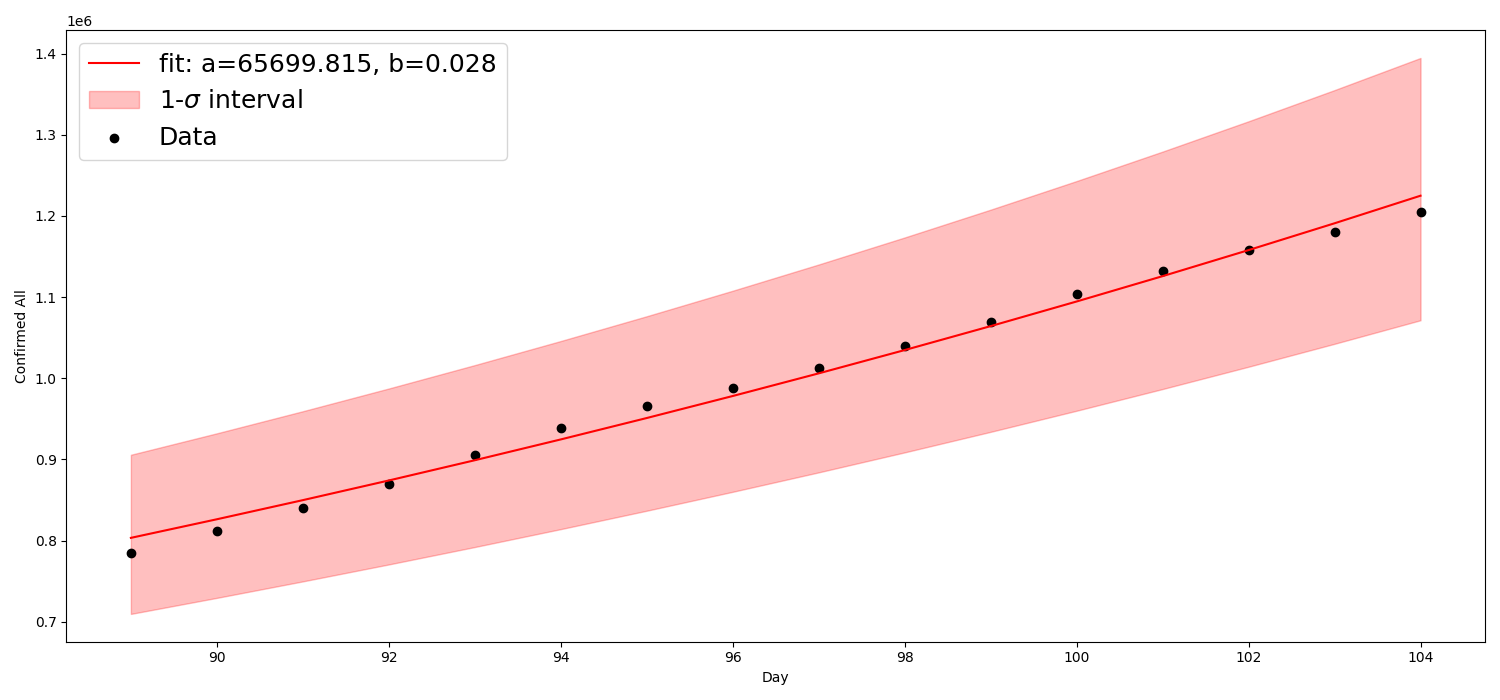 1e6
1.4
1.3
1.2
1.1
1.0
0.9
0.8
0.7
Confirmed All
fit: a=65699.815, b=0.028
1-σ interval
Data
90 92 94 96 98 100 102 104
Day